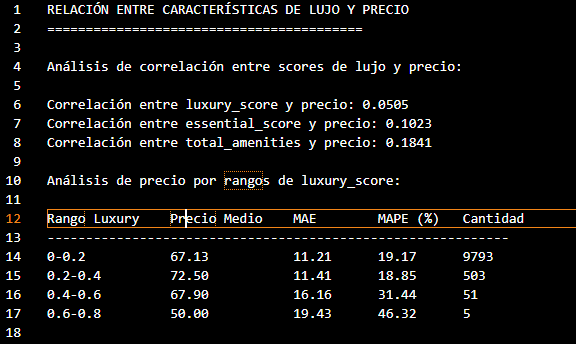 1 RELACIÓN ENTRE CARACTERÍSTICAS DE LUJO Y PRECIO
2 =========================================
3
4 Análisis de correlación entre scores de lujo y precio:
5
6 Correlación entre luxury_score y precio: 0.0505
7 Correlación entre essential_score y precio: 0.1023
8 Correlación entre total_amenities y precio: 0.1841
9
10 Análisis de precio por rangos de luxury_score:
11
12 Rango Luxury    Precio Medio    MAE        MAPE (%)   Cantidad
13 ------------------------------------------------------------
14 0-0.2           67.13           11.21      19.17      9793
15 0.2-0.4         72.50           11.41      18.85      503
16 0.4-0.6         67.90           16.16      31.44      51
17 0.6-0.8         50.00           19.43      46.32      5
18